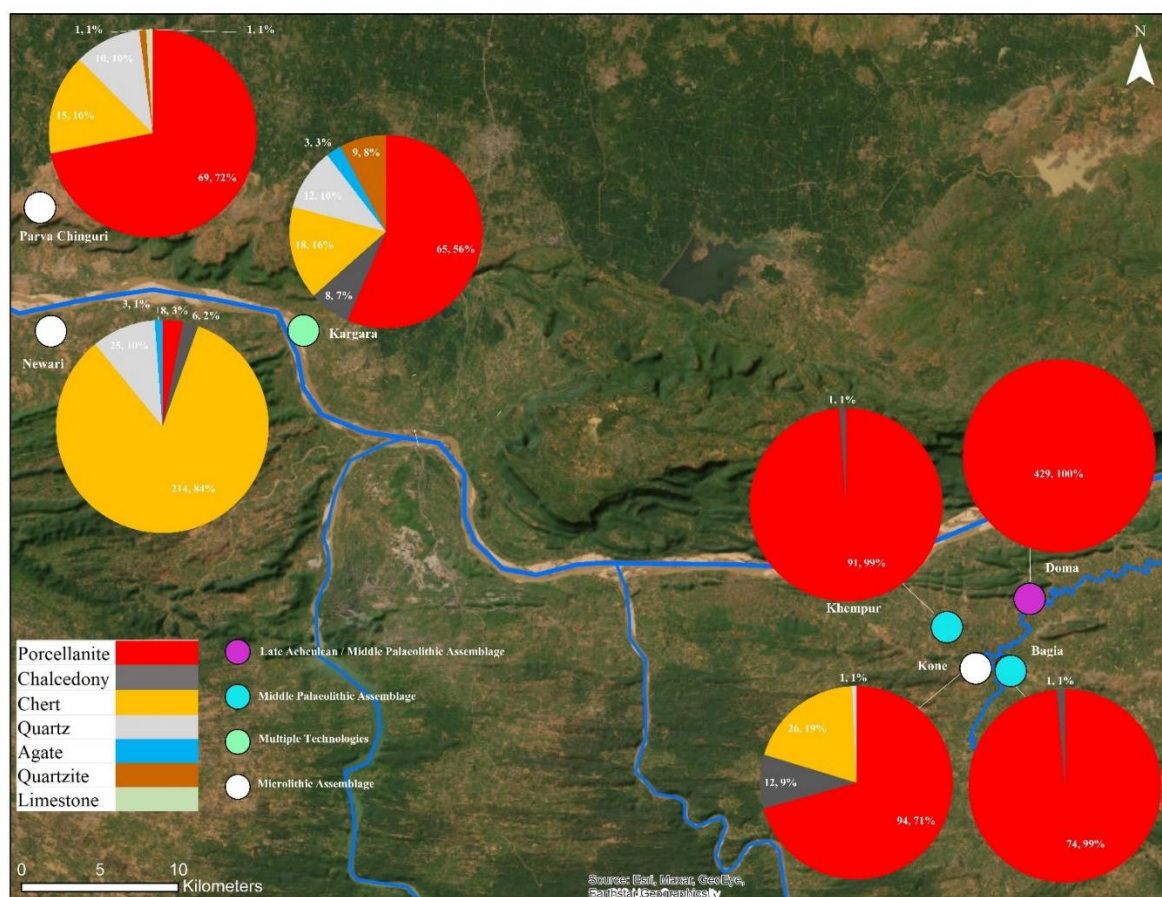 1, 1%
1, 1%
10, 10%
15, 16%
69, 72%
Parva Chinguri
N
3, 3%
9, 8%
12, 10%
18, 16%
65, 56%
8, 7%
Kargara
3, 1%
8, 3%
6, 2%
25, 10%
214, 84%
Newari
1, 1%
91, 99%
Khempur
429, 100%
Doma
Kone
Bagia
1, 1%
26, 19%
12, 9%
94, 71%
1, 1%
74, 99%
Porcellanite
Chalcedony
Chert
Quartz
Agate
Quartzite
Limestone
Late Acheulean / Middle Palaeolithic Assemblage
Middle Palaeolithic Assemblage
Multiple Technologies
Microlithic Assemblage
0 10
Kilometers
Source: Esri, Maxar, GeoEye,